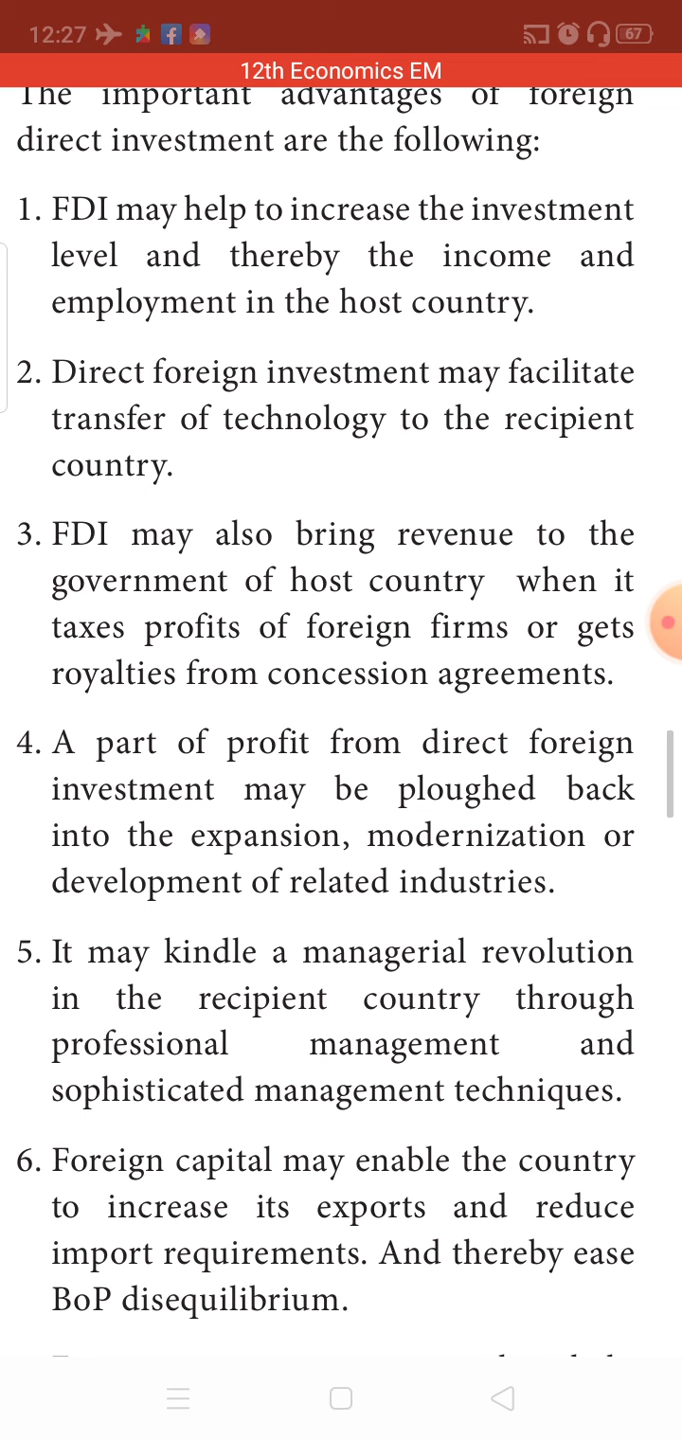 12:27
67
12th Economics EM
The important advantages of foreign
direct investment are the following:
1. FDI may help to increase the investment
level and thereby the income and
employment in the host country.
2. Direct foreign investment may facilitate
transfer of technology to the recipient
country.
3. FDI may also bring revenue to the
government of host country when it
taxes profits of foreign firms or gets
royalties from concession agreements.
4. A part of profit from direct foreign
investment may be ploughed back
into the expansion, modernization or
development of related industries.
5. It may kindle a managerial revolution
in the recipient country through
professional management and
sophisticated management techniques.
6. Foreign capital may enable the country
to increase its exports and reduce
import requirements. And thereby ease
BoP disequilibrium.